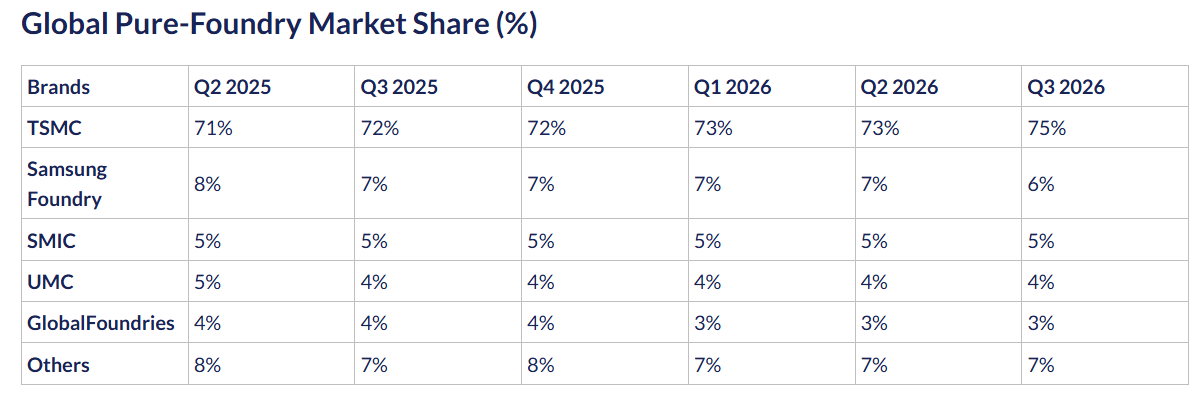 Global Pure-Foundry Market Share (%)
Brands Q2 2025 Q3 2025 Q4 2025 Q1 2026 Q2 2026 Q3 2026
TSMC 71% 72% 72% 73% 73% 75%
Samsung
Foundry 8% 7% 7% 7% 7% 6%
SMIC 5% 5% 5% 5% 5% 5%
UMC 5% 4% 4% 4% 4% 4%
GlobalFoundries 4% 4% 4% 3% 3% 3%
Others 8% 7% 8% 7% 7% 7%